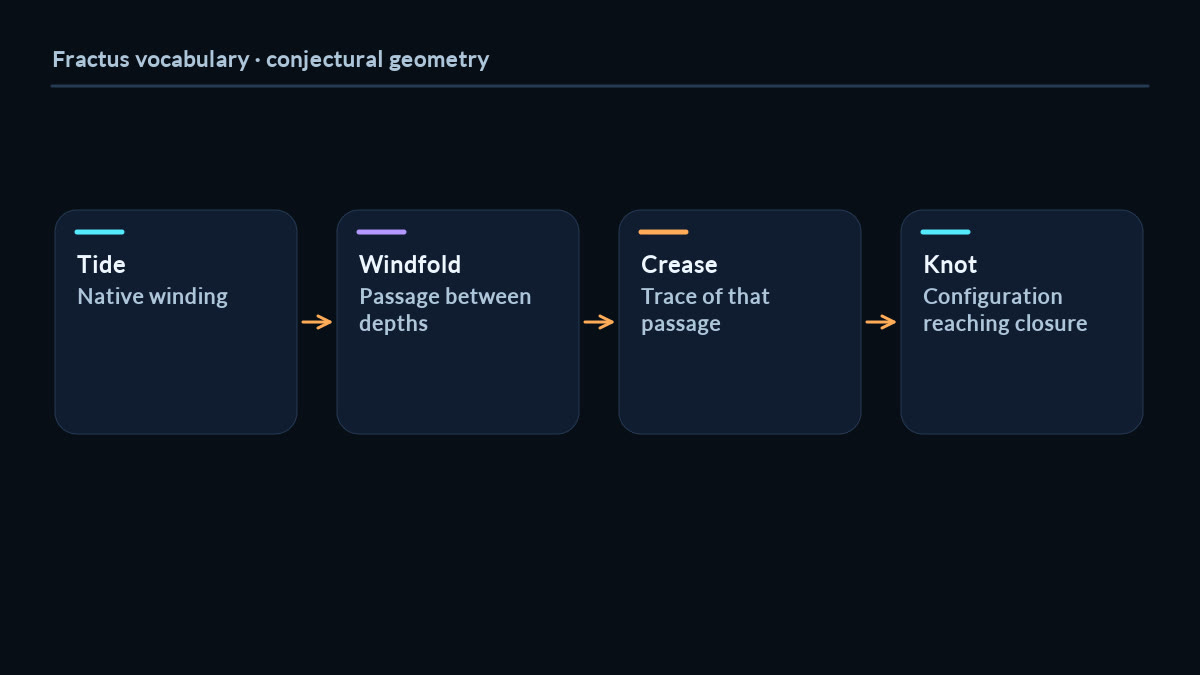 Fractus vocabulary · conjectural geometry
Tide
Native winding
Windfold
Passage between
depths
Crease
Trace of that
passage
Knot
Configuration
reaching closure